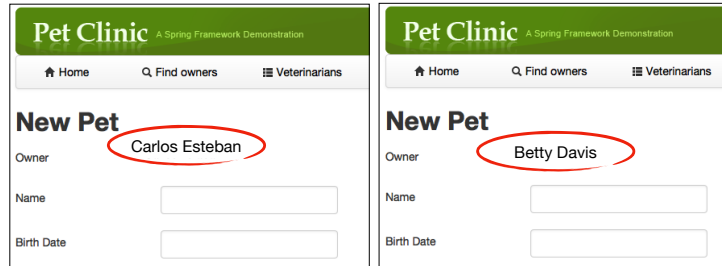 Pet Clinic A Spring Framework Demonstration
Home Find owners Veterinarians
New Pet
Owner Carlos Esteban
Name
Birth Date
Pet Clinic A Spring Framework Demonstration
Home Find owners Veterinarians
New Pet
Owner Betty Davis
Name
Birth Date